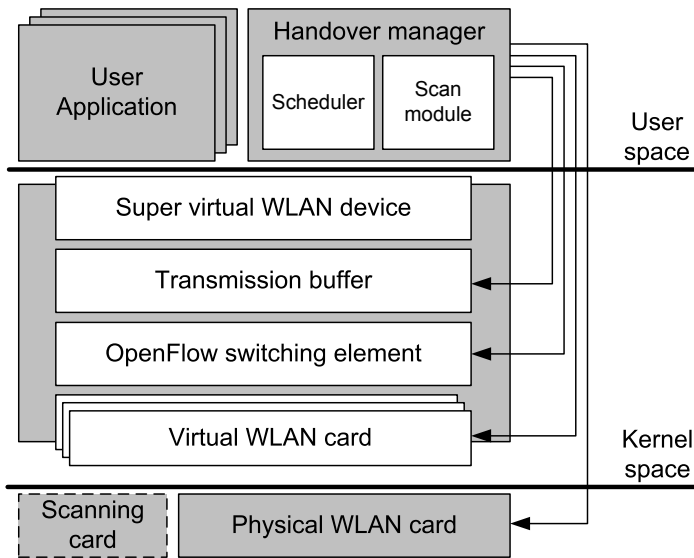 User
Application
Handover manager
Scheduler
Scan
module
User
space
Super virtual WLAN device
Transmission buffer
OpenFlow switching element
Virtual WLAN card
Kernel
space
Scanning
card
Physical WLAN card